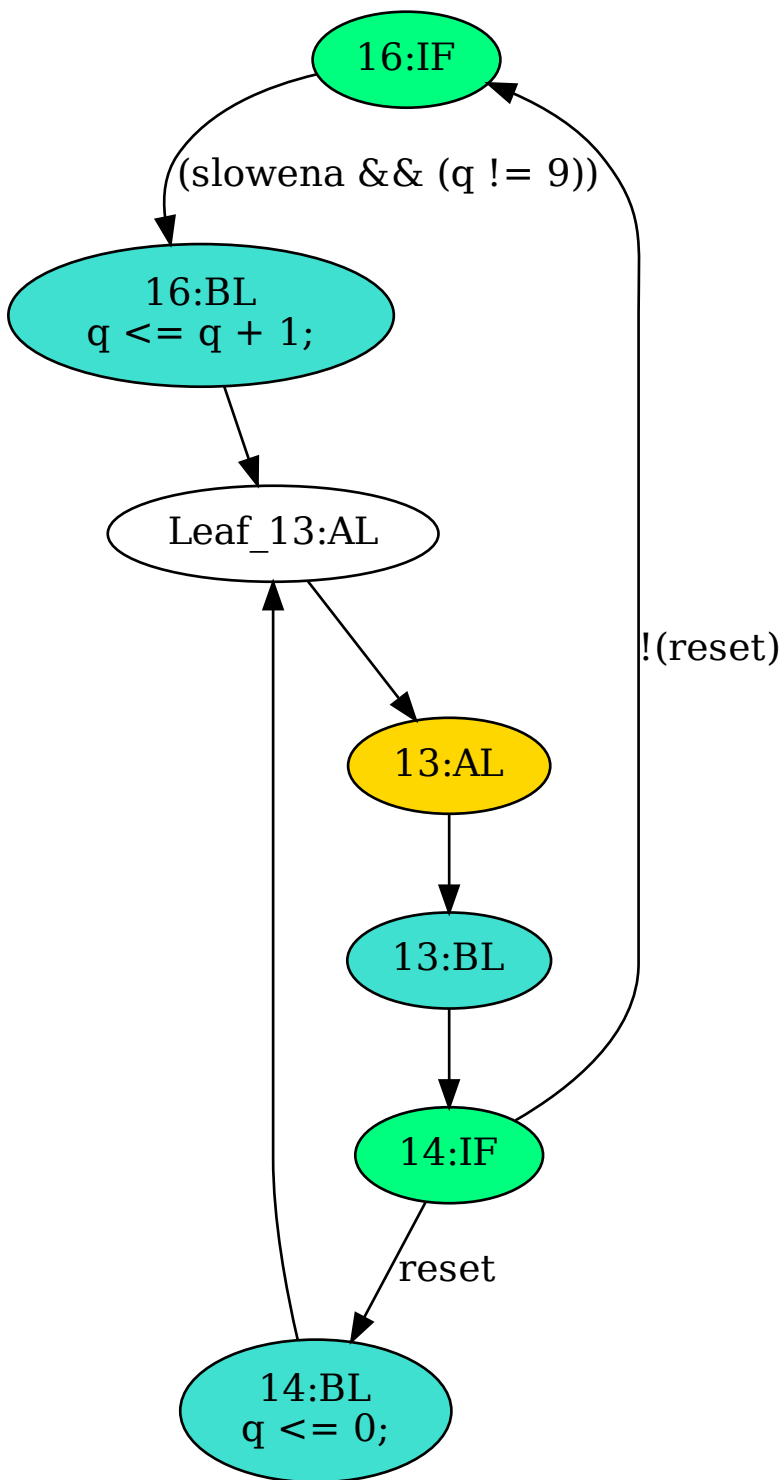 16:IF
(slowena && (q != 9))
16:BL
q <= q + 1;
Leaf_13:AL
!(reset)
13:AL
13:BL
14:IF
reset
14:BL
q <= 0;